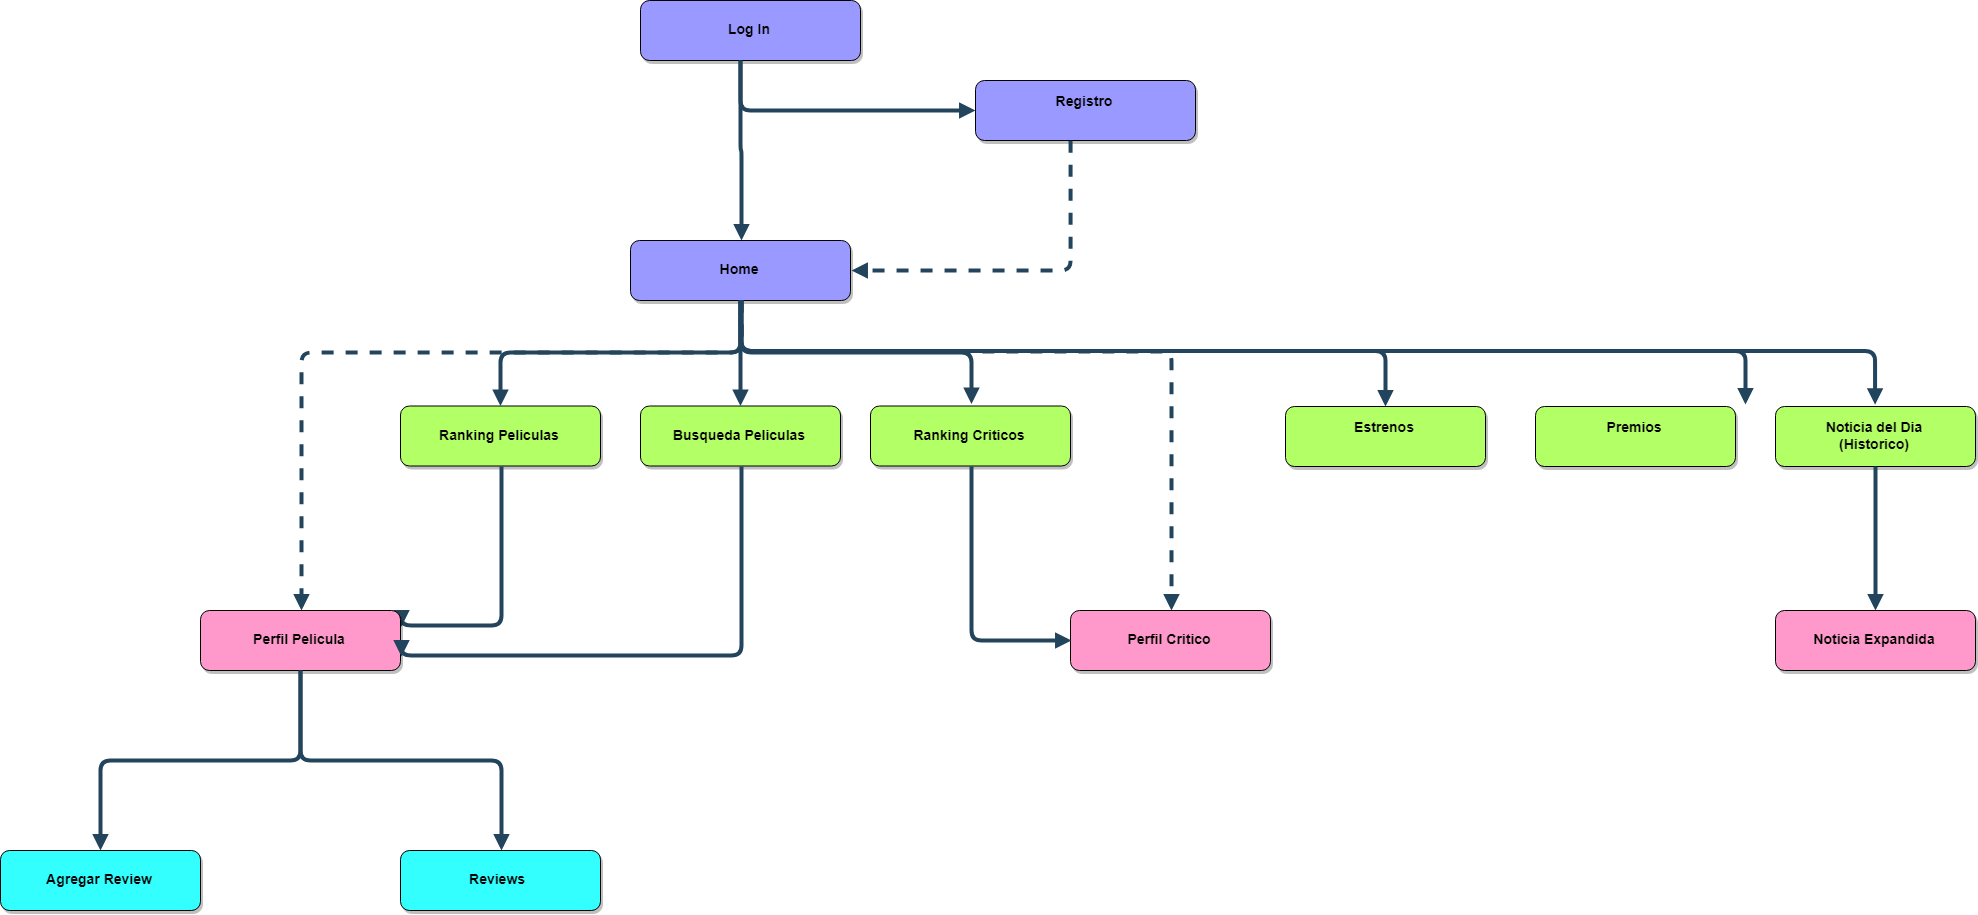 Log In
Registro
Home
Ranking Peliculas
Busqueda Peliculas
Ranking Criticos
Estrenos
Premios
Noticia del Dia
(Historico)
Perfil Pelicula
Perfil Critico
Noticia Expandida
Agregar Review
Reviews